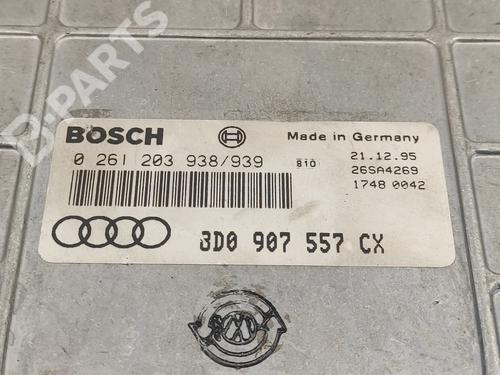 B-PARTS
BOSCH
Made in Germany
0 261 203 938/939
810
21.12.95
26SA4269
1748 0042
8D0 907 557 CX